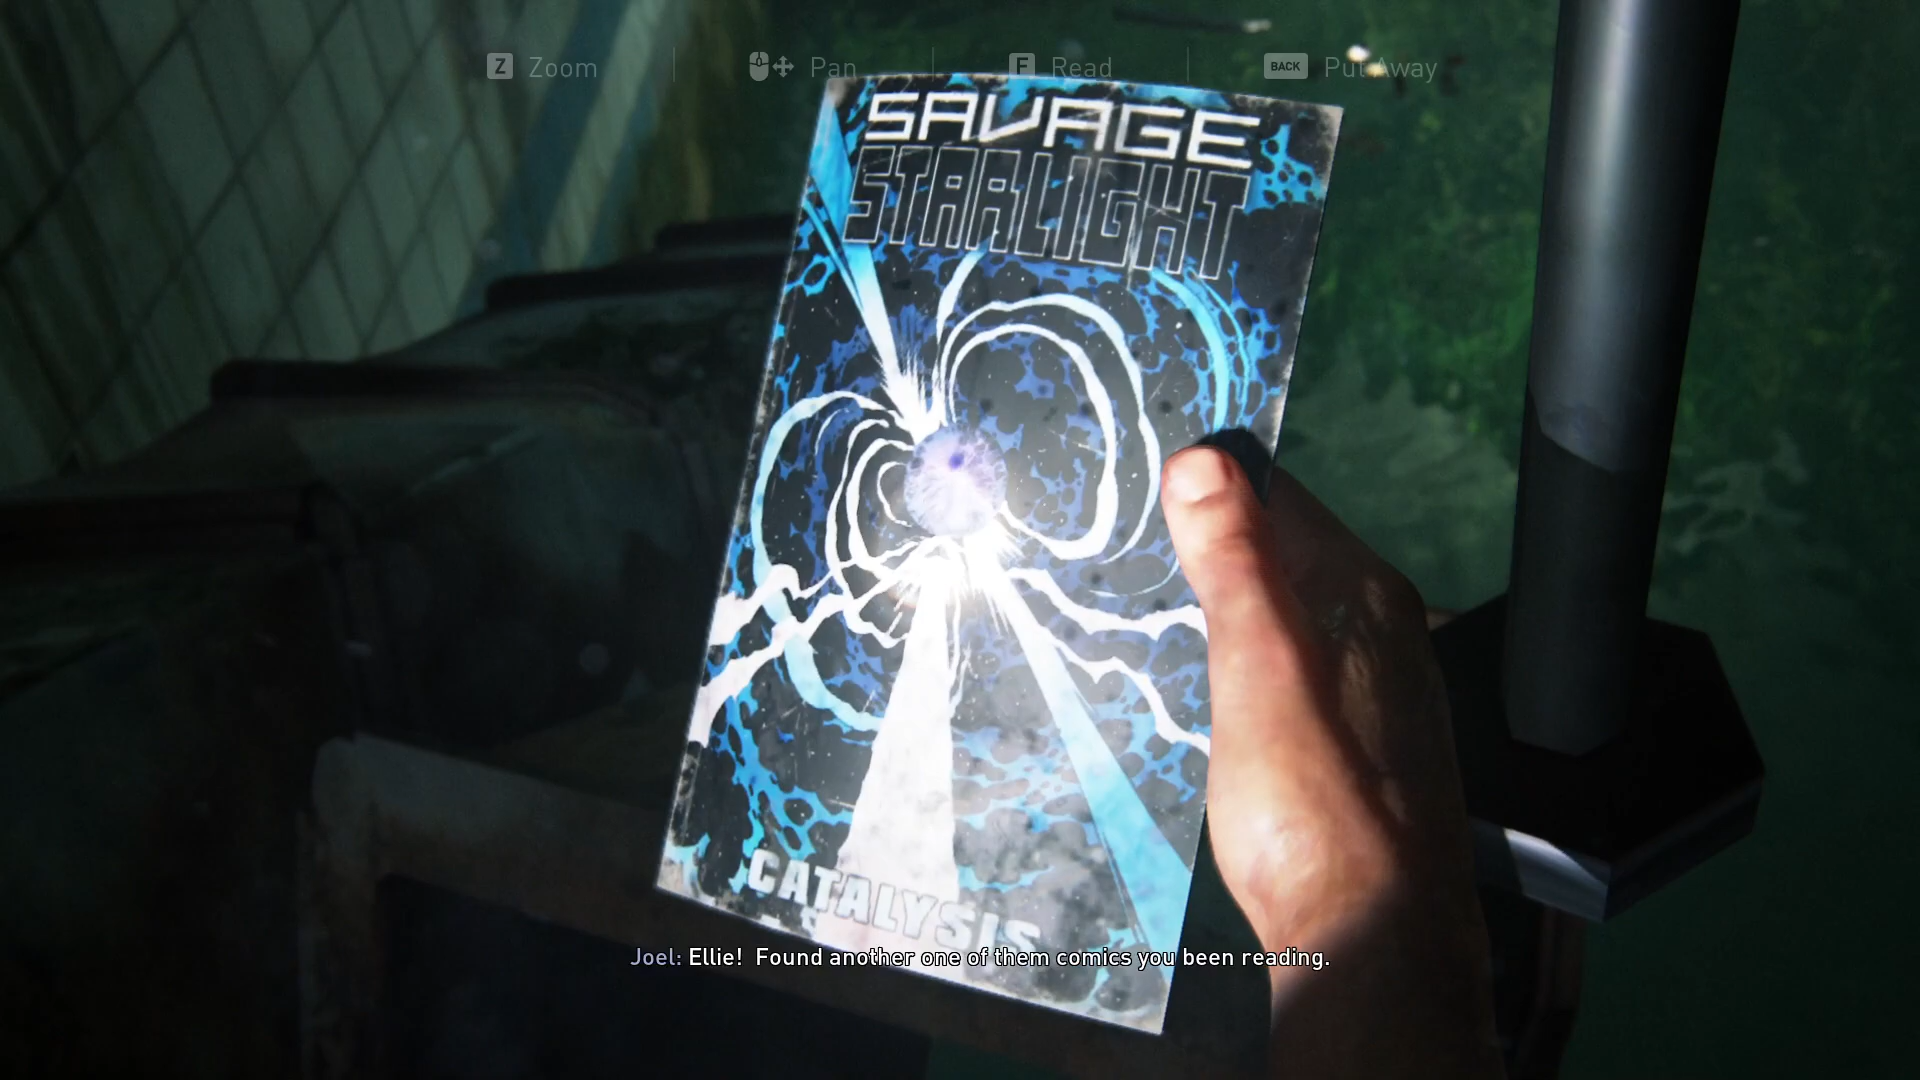 Z Zoom
Pan
F Read
BACK Put Away
SAVAGE
STARLIGHT
CATALYSIS
Joel: Ellie!  Found another one of them comics you been reading.